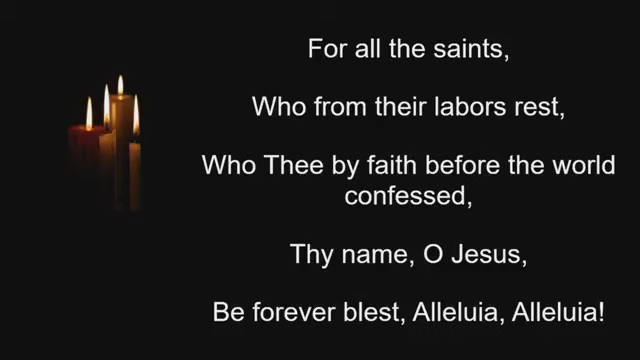 For all the saints,
Who from their labors rest,
Who Thee by faith before the world
confessed,
Thy name, O Jesus,
Be forever blest, Alleluia, Alleluia!